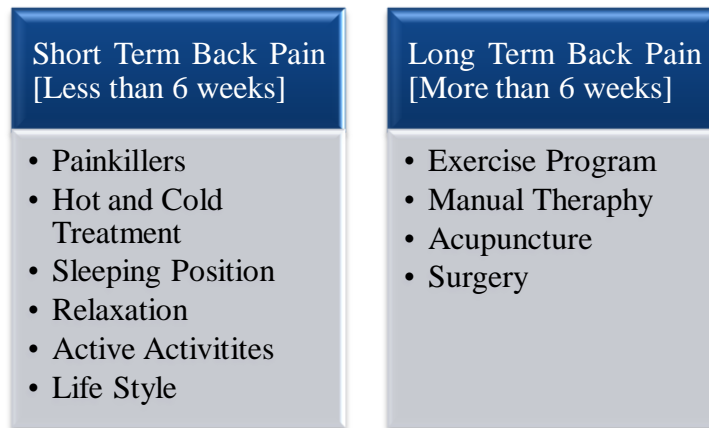 Short Term Back Pain
[Less than 6 weeks]
• Painkillers
• Hot and Cold
Treatment
• Sleeping Position
• Relaxation
• Active Activitites
• Life Style
Long Term Back Pain
[More than 6 weeks]
• Exercise Program
• Manual Theraphy
• Acupuncture
• Surgery